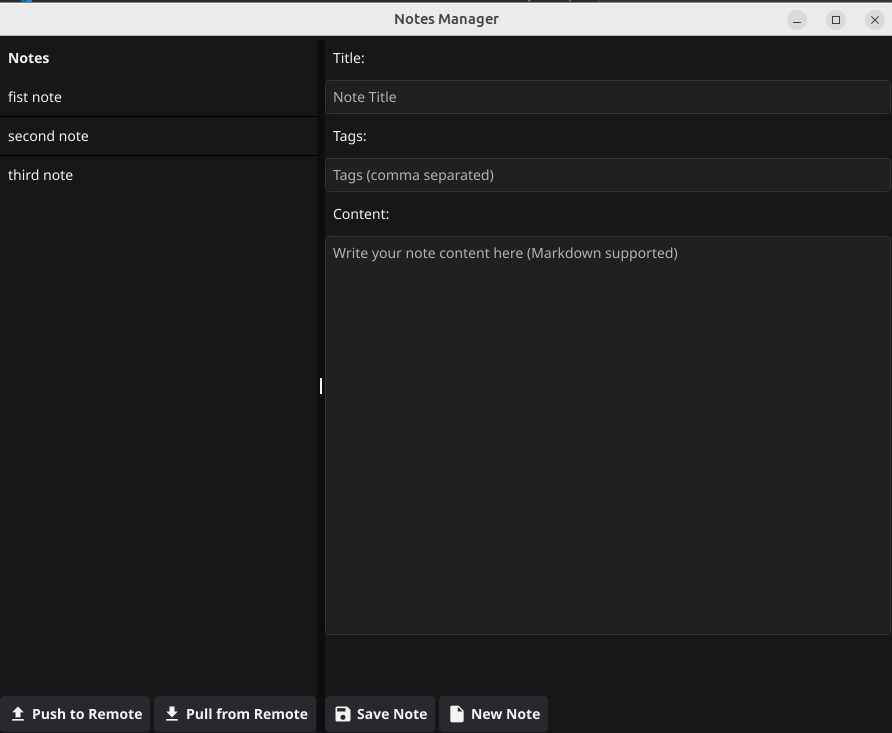 Notes Manager
Notes
fist note
second note
third note
Title:
Note Title
Tags:
Tags (comma separated)
Content:
Write your note content here (Markdown supported)
Push to Remote
Pull from Remote
Save Note
New Note